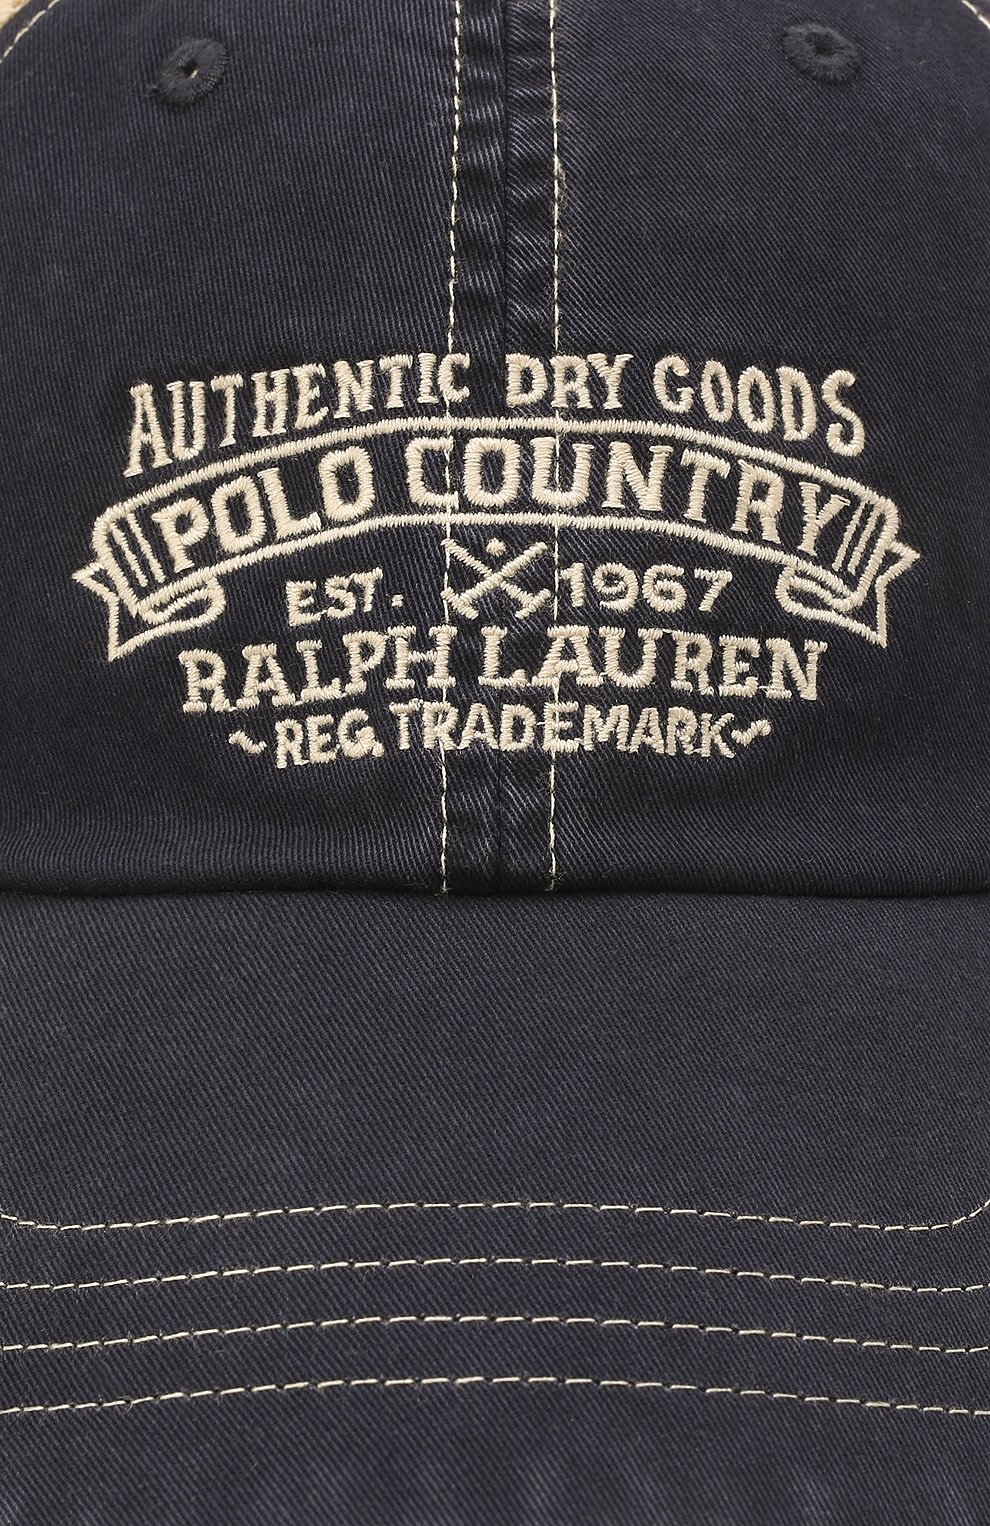 AUTHENTIC DRY GOODS
POLO COUNTRY
EST. 1967
RALPH LAUREN
~REG. TRADEMARK~